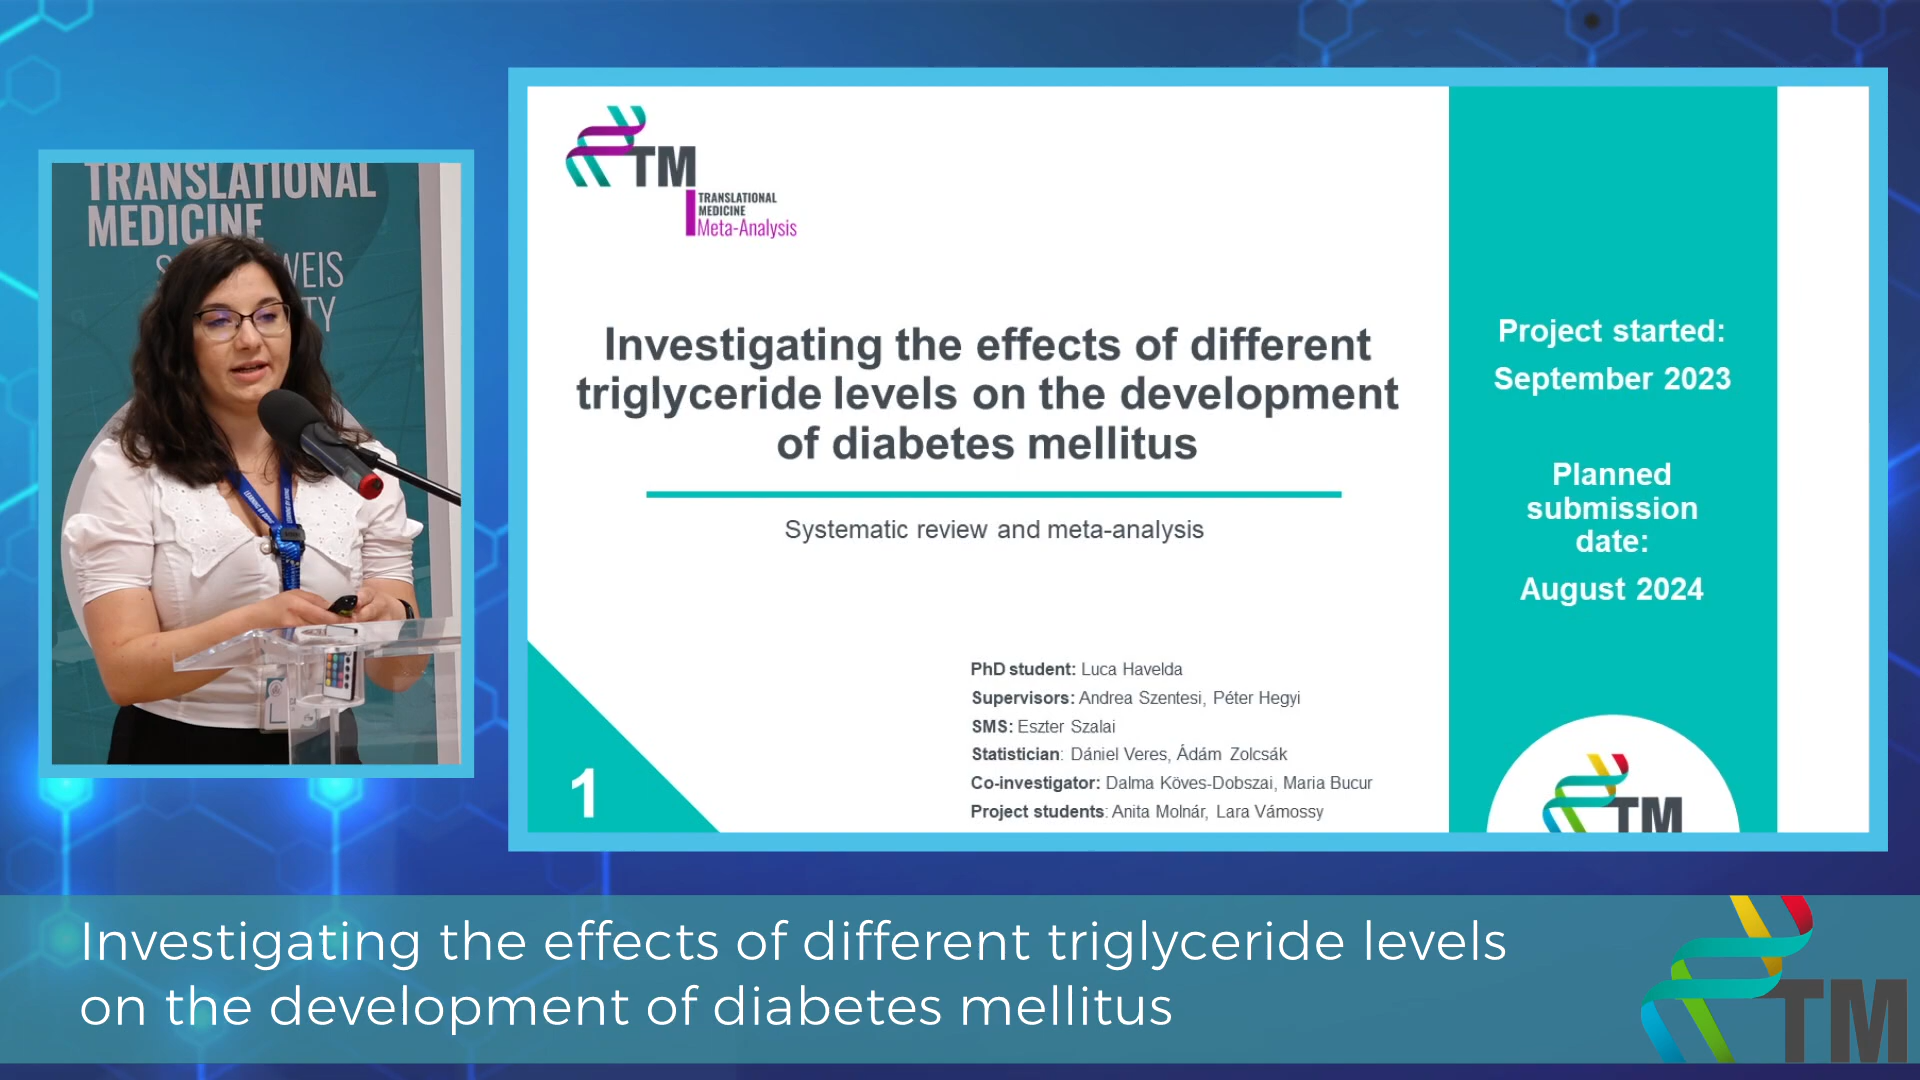 TRANSLATIONAL
MEDICINE
TM
TRANSLATIONAL
MEDICINE
Meta-Analysis
Investigating the effects of different
triglyceride levels on the development
of diabetes mellitus
Systematic review and meta-analysis
PhD student: Luca Havelda
Supervisors: Andrea Szentesi, Péter Hegyi
SMS: Eszter Szalai
Statistician: Dániel Veres, Ádám Zolcsák
Co-investigator: Dalma Köves-Dobszai, Maria Bucur
Project students: Anita Molnár, Lara Vámossy
1
Project started:
September 2023
Planned
submission
date:
August 2024
TM
Investigating the effects of different triglyceride levels
on the development of diabetes mellitus
TM